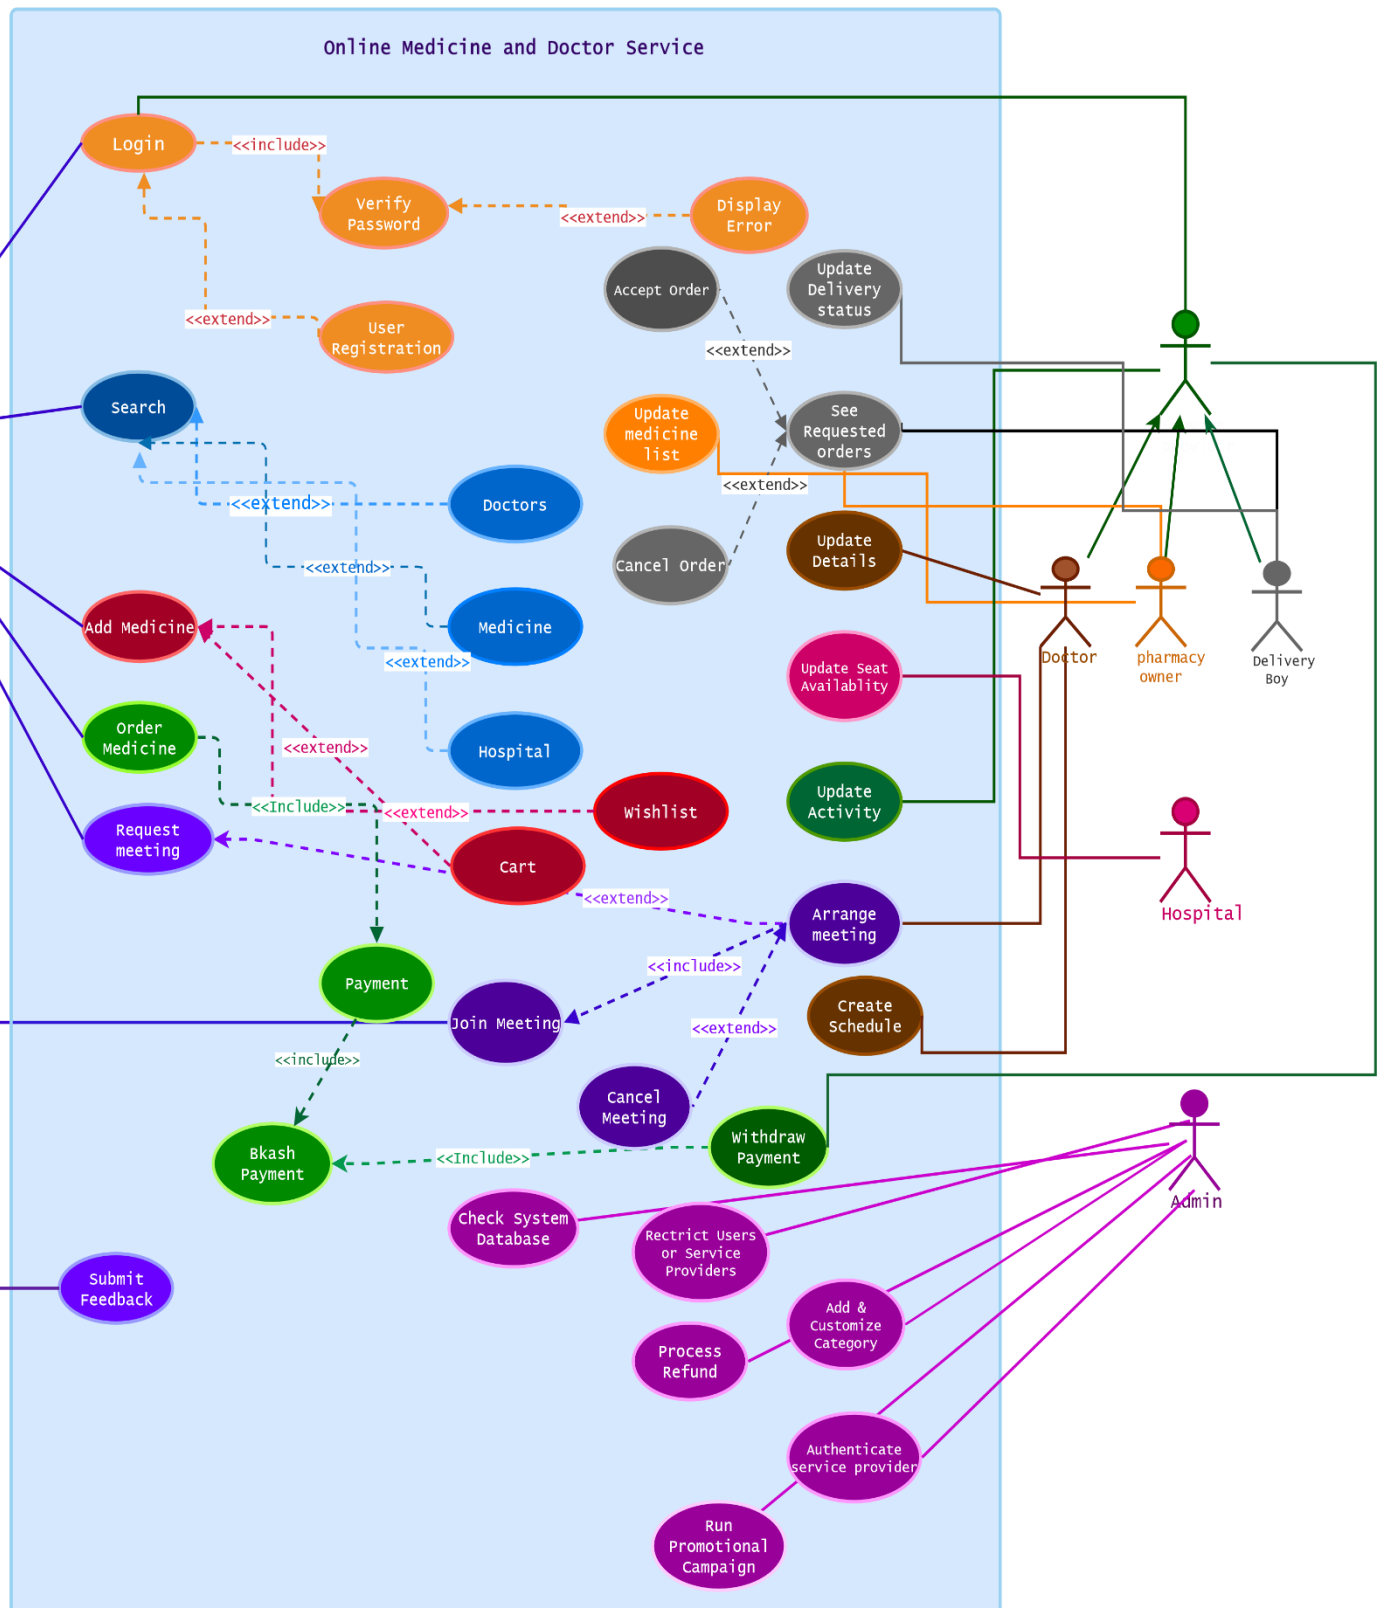 Online Medicine and Doctor Service
Login
<<include>>
Verify
Password
<<extend>>
Display
Error
<<extend>>
User
Registration
Accept Order
Update
Delivery
status
<<extend>>
Search
Update
medicine
list
See
Requested
orders
<<extend>>
<<extend>>
Doctors
Cancel Order
Update
Details
<<extend>>
Medicine
<<extend>>
Add Medicine
Doctor
pharmacy
owner
Delivery
Boy
Update Seat
Availablity
Order
Medicine
<<extend>>
Hospital
<<Include>>
<<extend>>
Wishlist
Update
Activity
Request
meeting
Cart
<<extend>>
Arrange
meeting
Hospital
<<include>>
Payment
Join Meeting
<<extend>>
Create
Schedule
<<include>>
Cancel
Meeting
Bkash
Payment
<<Include>>
Withdraw
Payment
Admin
Check System
Database
Rectrict Users
or Service
Providers
Submit
Feedback
Add &
Customize
Category
Process
Refund
Authenticate
service provider
Run
Promotional
Campaign